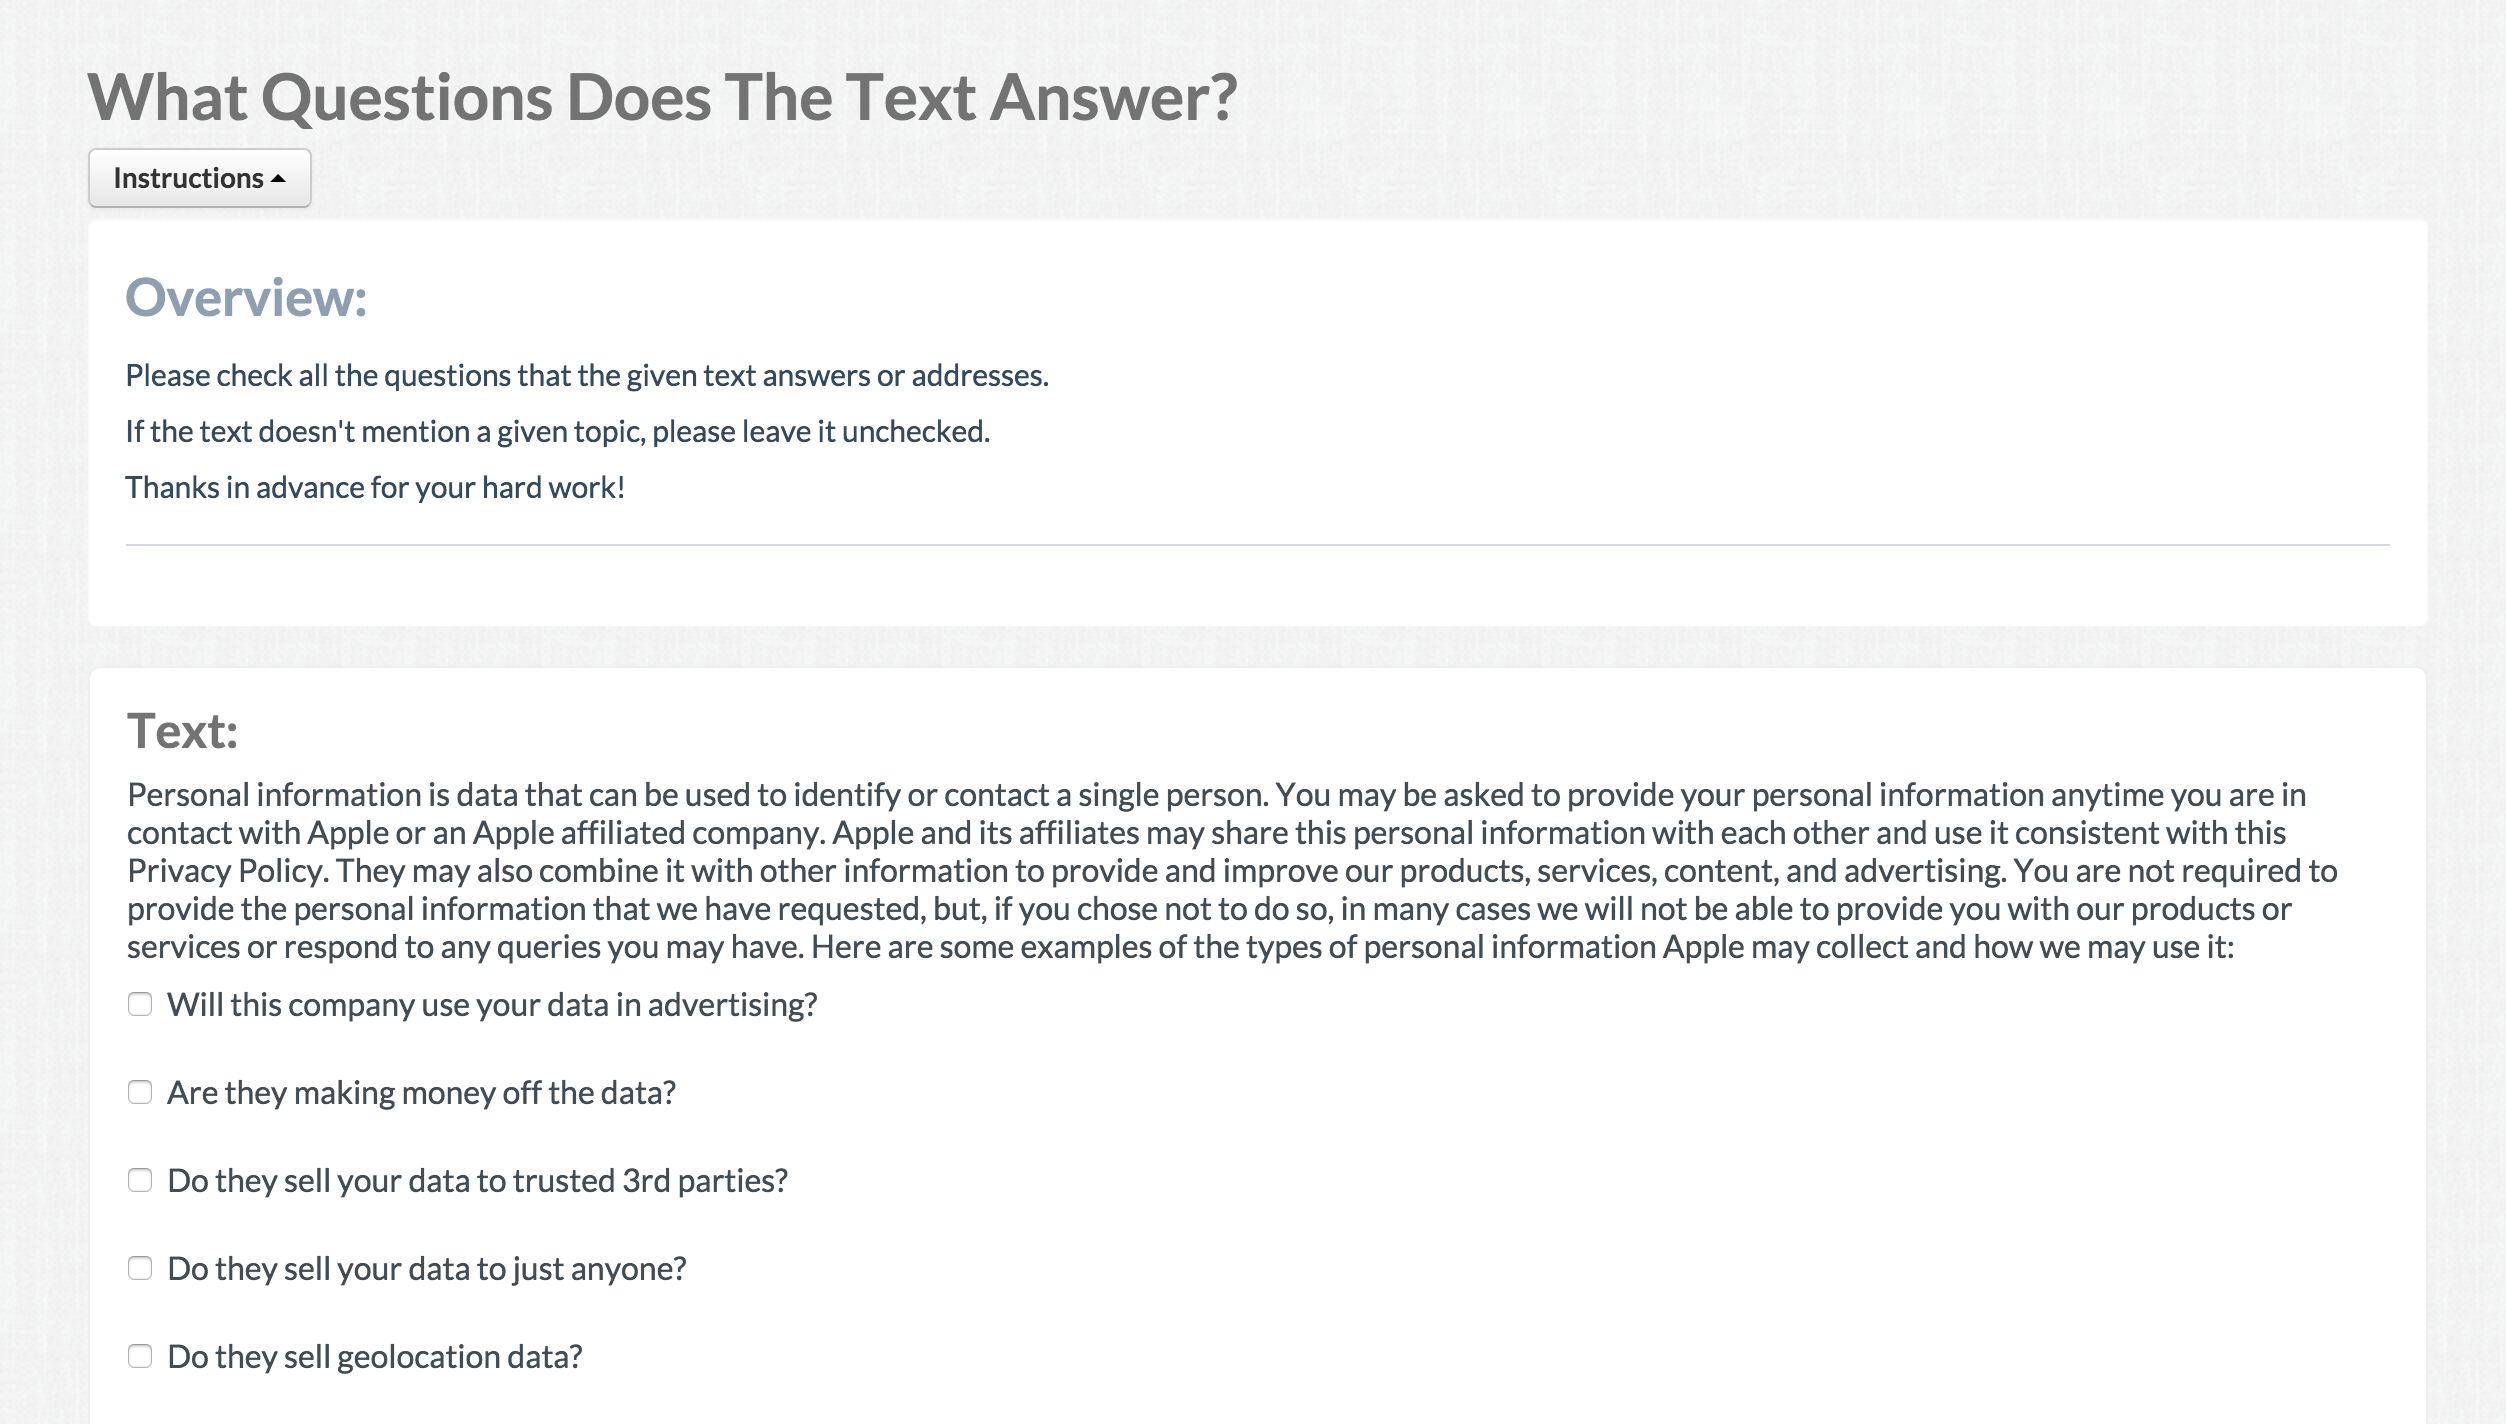 What Questions Does The Text Answer?
Instructions
Overview:
Please check all the questions that the given text answers or addresses.
If the text doesn't mention a given topic, please leave it unchecked.
Thanks in advance for your hard work!
Text:
Personal information is data that can be used to identify or contact a single person. You may be asked to provide your personal information anytime you are in
contact with Apple or an Apple affiliated company. Apple and its affiliates may share this personal information with each other and use it consistent with this
Privacy Policy. They may also combine it with other information to provide and improve our products, services, content, and advertising. You are not required to
provide the personal information that we have requested, but, if you chose not to do so, in many cases we will not be able to provide you with our products or
services or respond to any queries you may have. Here are some examples of the types of personal information Apple may collect and how we may use it:
Will this company use your data in advertising?
Are they making money off the data?
Do they sell your data to trusted 3rd parties?
Do they sell your data to just anyone?
Do they sell geolocation data?